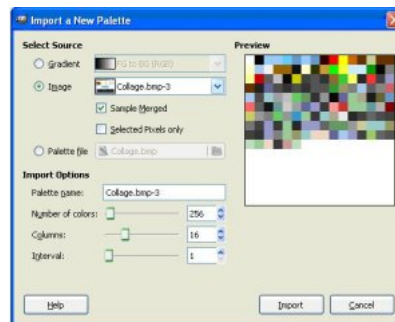 Import a New Palette
Select Source
Preview
Gradient
FG to BG (RGB)
Image
Collage.bmp-3
Sample Merged
Selected Pixels only
Palette file
Collage.bmp
Import Options
Palette name:
Collage.bmp-3
Number of colors:
256
Columns:
16
Interval:
1
Help
Import
Cancel